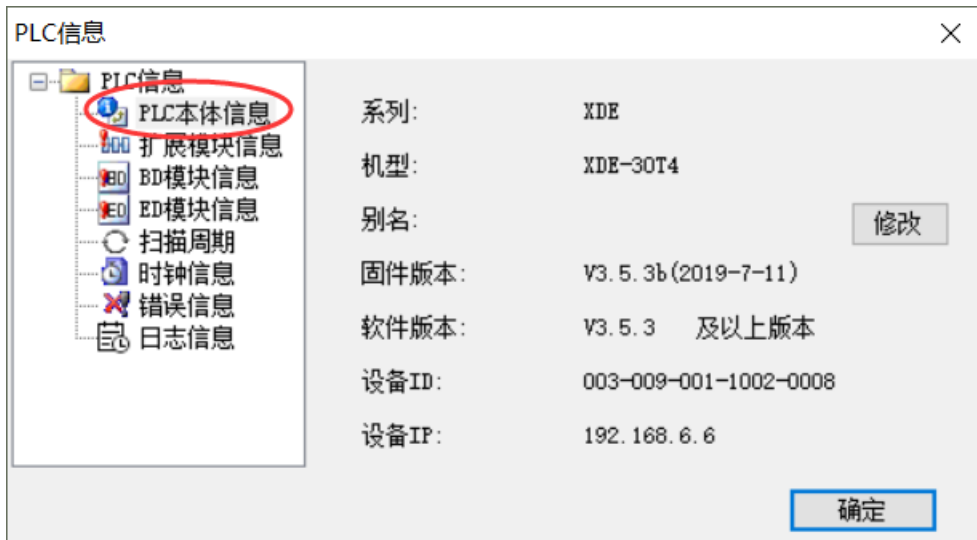 PLC信息
PLC信息
PLC本体信息
扩展模块信息
BD模块信息
ED模块信息
扫描周期
时钟信息
错误信息
日志信息
系列: XDE
机型: XDE-30T4
别名: 修改
固件版本: V3.5.3b(2019-7-11)
软件版本: V3.5.3 及以上版本
设备ID: 003-009-001-1002-0008
设备IP: 192.168.6.6
确定